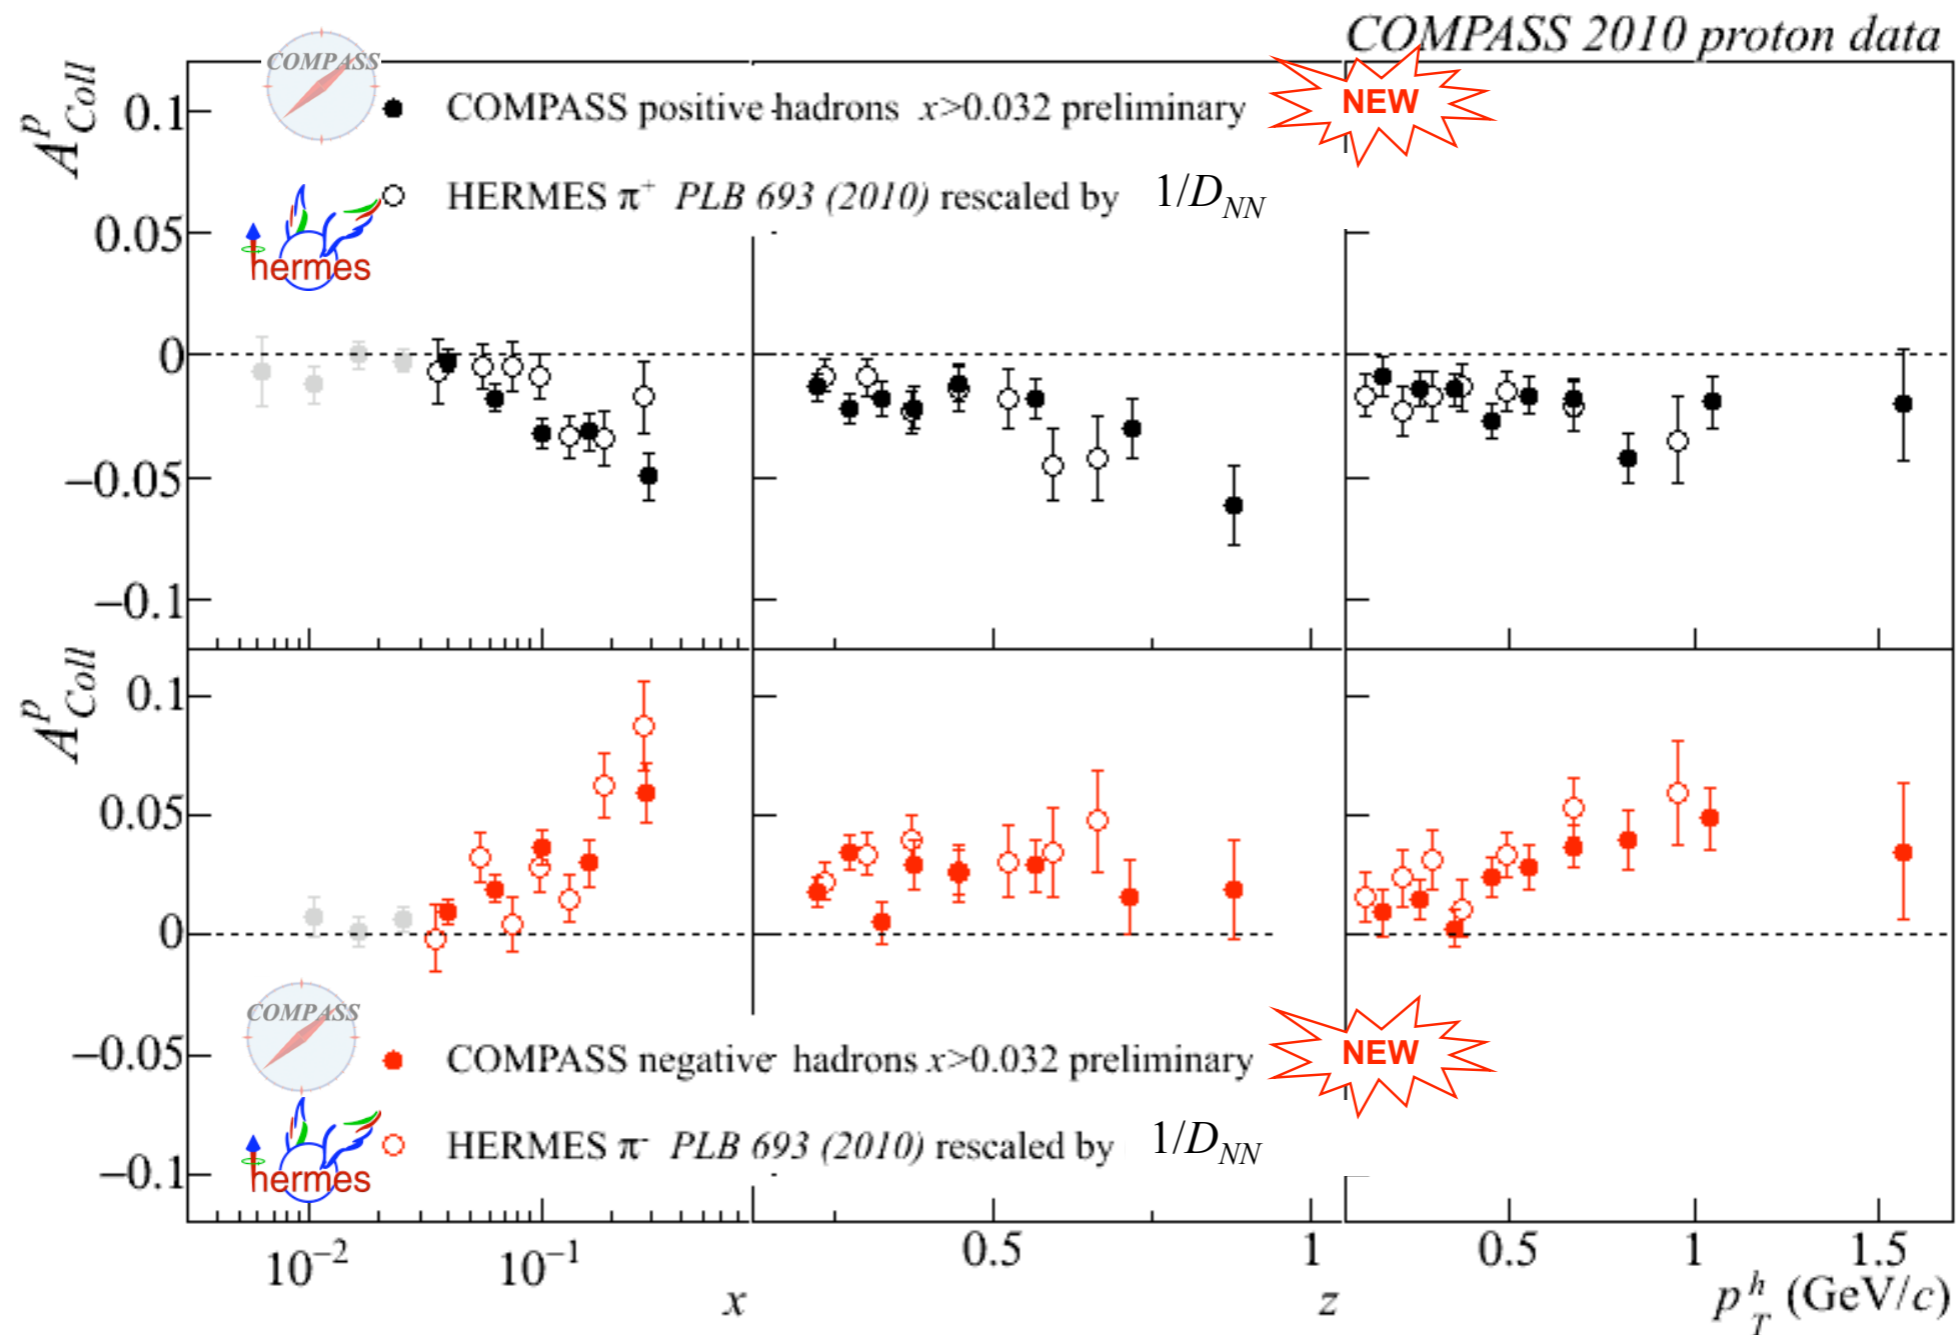 COMPASS 2010 proton data
COMPASS
COMPASS positive hadrons x>0.032 preliminary
NEW
HERMES π⁺ PLB 693 (2010) rescaled by 1/D_NN
hermes
A^p_Coll
0.1
0.05
0
−0.05
−0.1
A^p_Coll
0.1
0.05
0
−0.05
−0.1
COMPASS
COMPASS negative hadrons x>0.032 preliminary
NEW
HERMES π⁻ PLB 693 (2010) rescaled by 1/D_NN
hermes
10⁻² 10⁻¹ 0.5 1 0.5 1 1.5
x z p_T^h (GeV/c)